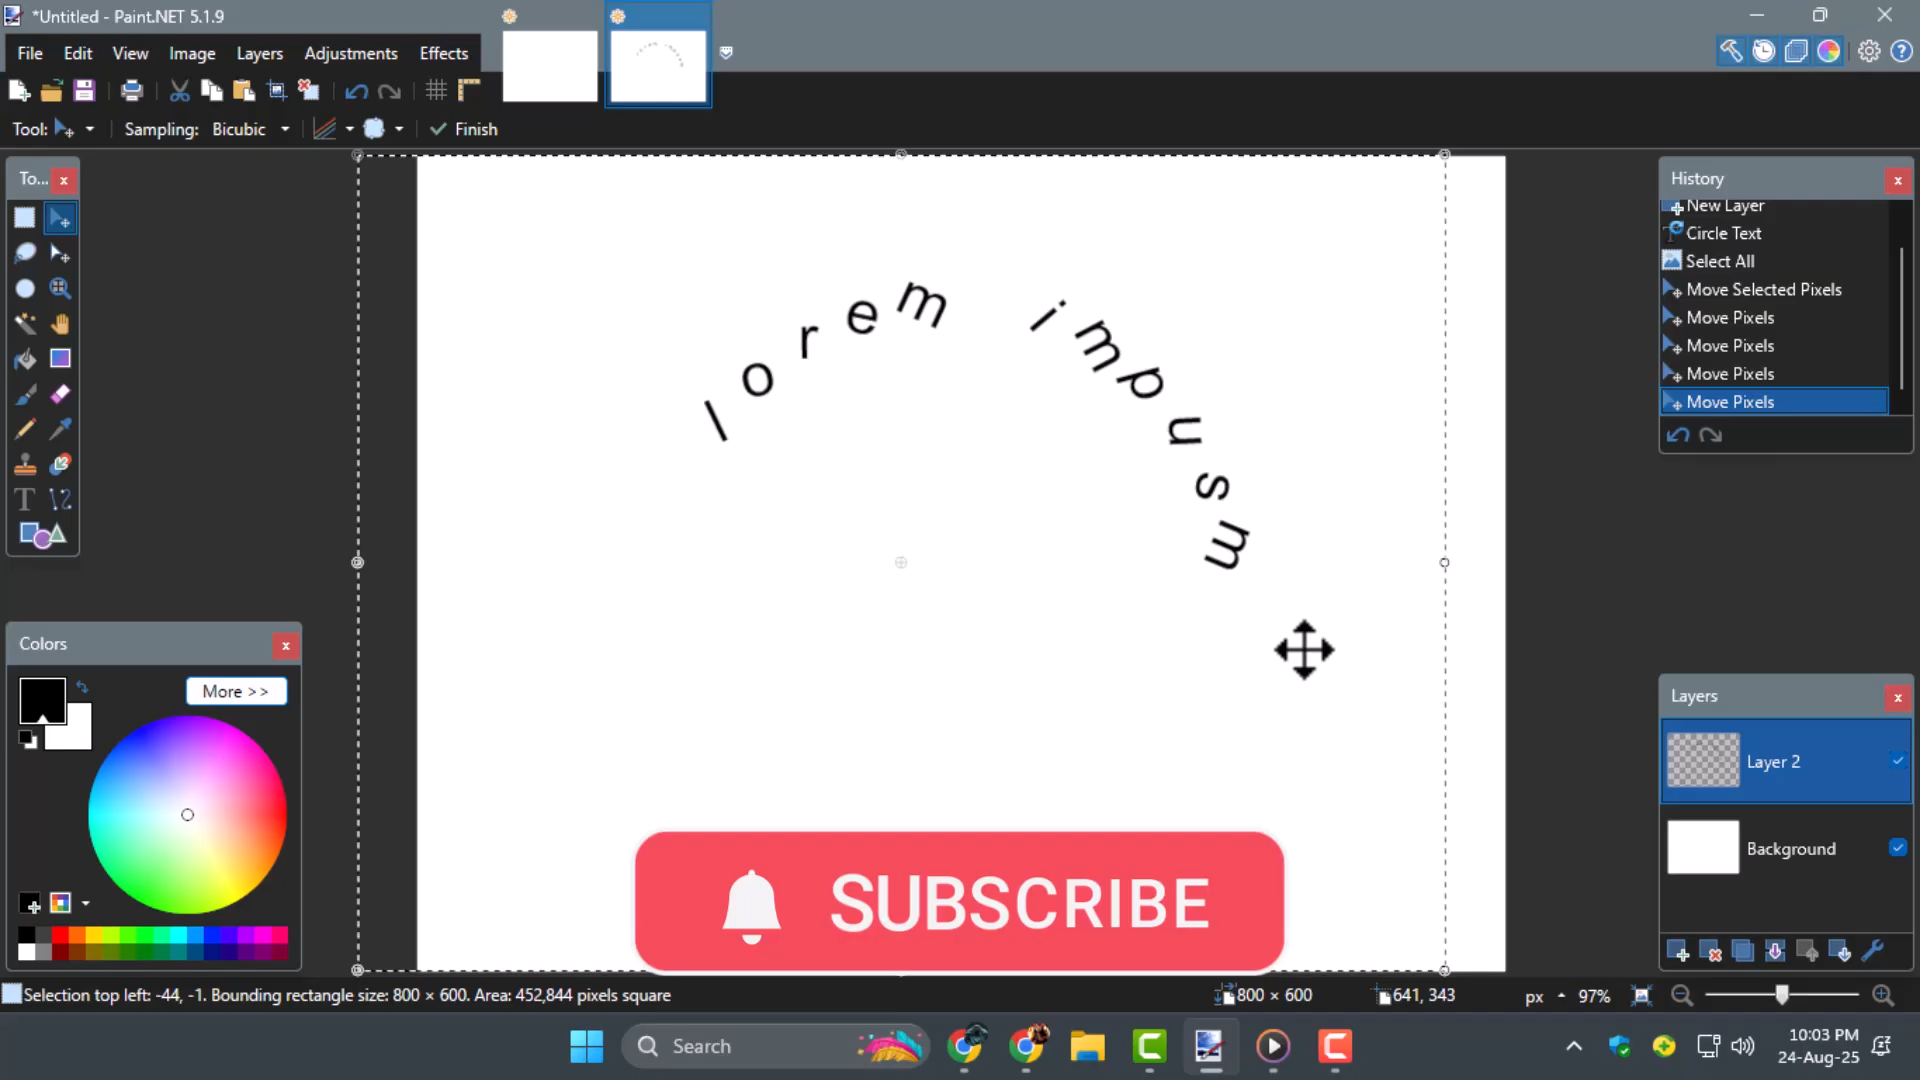 *Untitled - Paint.NET 5.1.9
File Edit View Image Layers Adjustments Effects
Tool: Sampling: Bicubic Finish
To...
History
New Layer
Circle Text
Select All
Move Selected Pixels
Move Pixels
Move Pixels
Move Pixels
Move Pixels
lorem impusm
Colors
More >>
Layers
Layer 2
Background
SUBSCRIBE
Selection top left: -44, -1. Bounding rectangle size: 800 × 600. Area: 452,844 pixels square
800 × 600
641, 343
px
97%
Search
10:03 PM
24-Aug-25